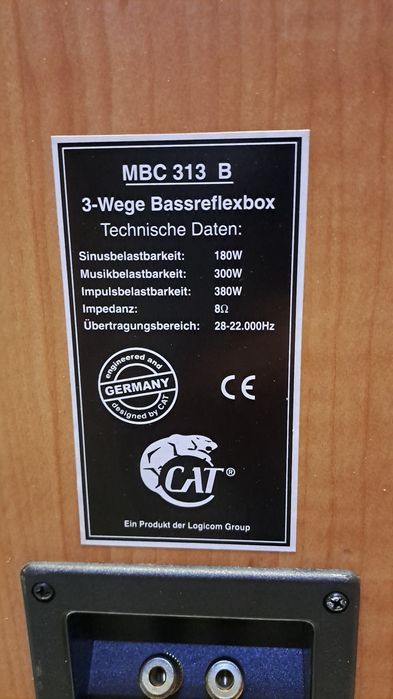 MBC 313 B
3-Wege Bassreflexbox
Technische Daten:
Sinusbelastbarkeit: 180W
Musikbelastbarkeit: 300W
Impulsbelastbarkeit: 380W
Impedanz: 8Ω
Übertragungsbereich: 28-22.000Hz
engineered and
GERMANY
designed by CAT
CE
CAT®
Ein Produkt der Logicom Group